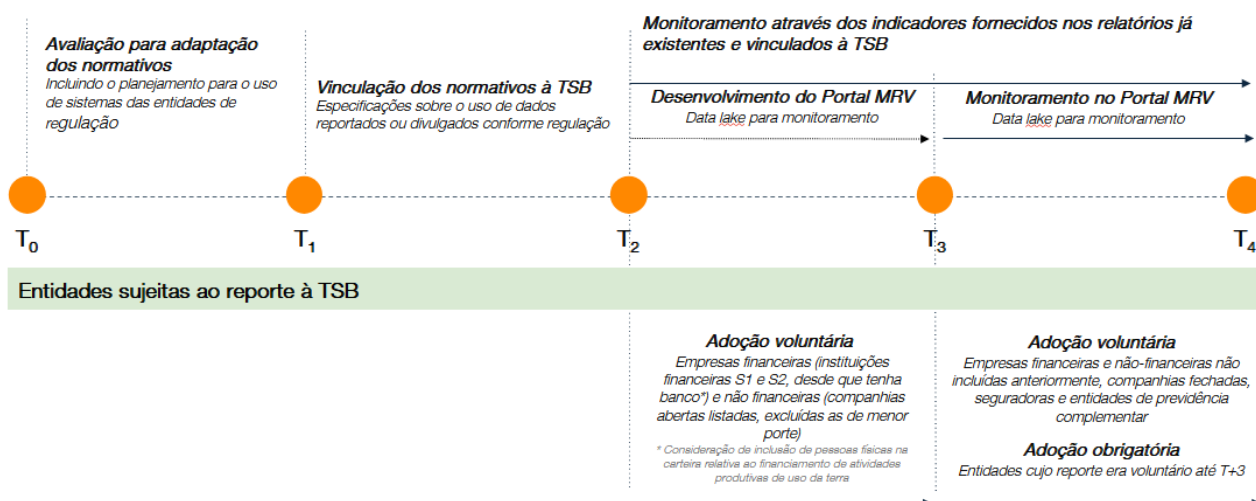 Avaliação para adaptação
dos normativos
Incluindo o planejamento para o uso
de sistemas das entidades de
regulação
Vinculação dos normativos à TSB
Especificações sobre o uso de dados
reportados ou divulgados conforme regulação
Monitoramento através dos indicadores fornecidos nos relatórios já
existentes e vinculados à TSB
Desenvolvimento do Portal MRV
Data lake para monitoramento
Monitoramento no Portal MRV
Data lake para monitoramento
T0
T1
T2
T3
T4
Entidades sujeitas ao reporte à TSB
Adoção voluntária
Empresas financeiras (instituições
financeiras S1 e S2, desde que tenha
banco*) e não financeiras (companhias
abertas listadas, excluídas as de menor
porte)
* Consideração de inclusão de pessoas físicas na
carteira relativa ao financiamento de atividades
produtivas de uso da terra
Adoção voluntária
Empresas financeiras e não-financeiras não
incluídas anteriormente, companhias fechadas,
seguradoras e entidades de previdência
complementar
Adoção obrigatória
Entidades cujo reporte era voluntário até T+3